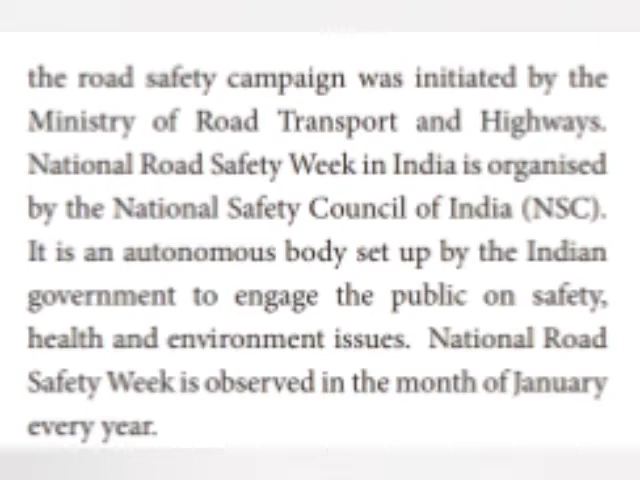 the road safety campaign was initiated by the
Ministry of Road Transport and Highways.
National Road Safety Week in India is organised
by the National Safety Council of India (NSC).
It is an autonomous body set up by the Indian
government to engage the public on safety,
health and environment issues. National Road
Safety Week is observed in the month of January
every year.